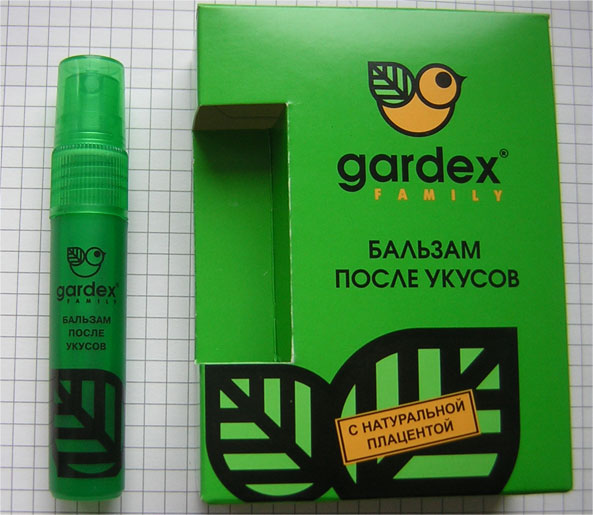 gardex®
FAMILY
БАЛЬЗАМ
ПОСЛЕ
УКУСОВ
gardex®
FAMILY
БАЛЬЗАМ
ПОСЛЕ УКУСОВ
С НАТУРАЛЬНОЙ
ПЛАЦЕНТОЙ